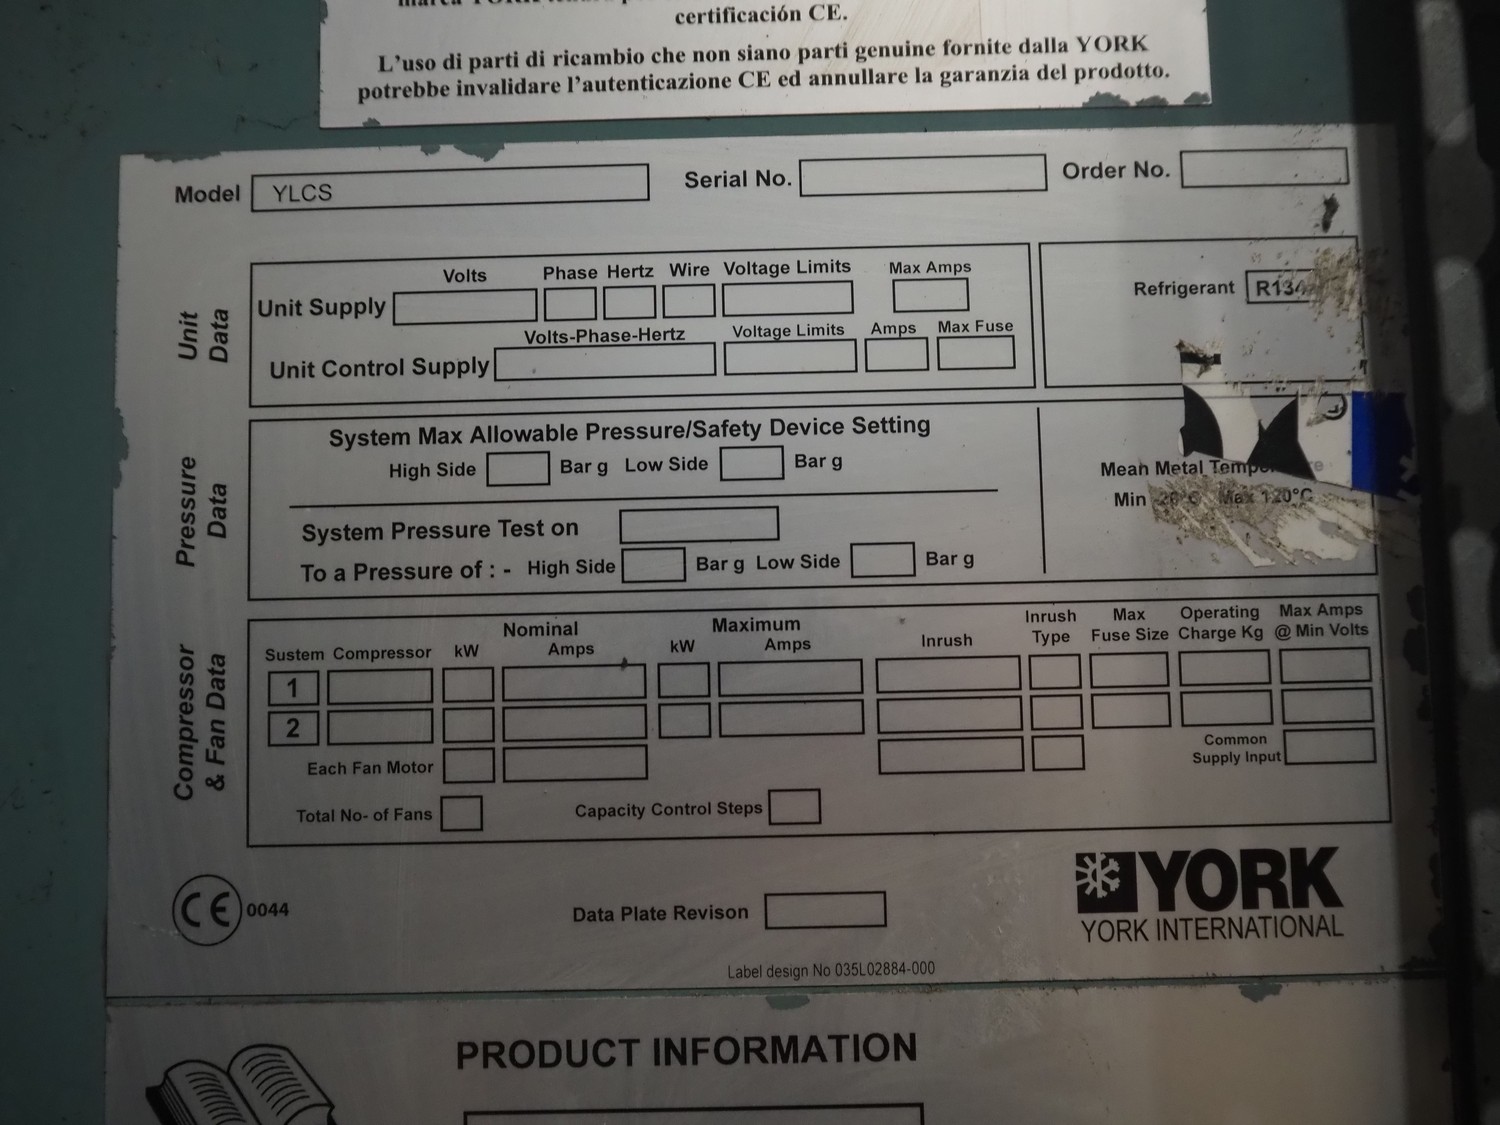 certificación CE.
L'uso di parti di ricambio che non siano parti genuine fornite dalla YORK
potrebbe invalidare l'autenticazione CE ed annullare la garanzia del prodotto.
Model YLCS Serial No. Order No.
Unit Data
Volts Phase Hertz Wire Voltage Limits Max Amps
Unit Supply
Refrigerant R134
Volts-Phase-Hertz Voltage Limits Amps Max Fuse
Unit Control Supply
Pressure Data
System Max Allowable Pressure/Safety Device Setting
High Side Bar g Low Side Bar g
Mean Metal
Min Max 120°C
System Pressure Test on
To a Pressure of : - High Side Bar g Low Side Bar g
Compressor & Fan Data
Nominal Maximum Inrush Max Operating Max Amps
Sustem Compressor kW Amps kW Amps Inrush Type Fuse Size Charge Kg @ Min Volts
1
2
Each Fan Motor
Common
Supply Input
Total No- of Fans Capacity Control Steps
CE 0044
Data Plate Revison
YORK
YORK INTERNATIONAL
Label design No 035L02884-000
PRODUCT INFORMATION